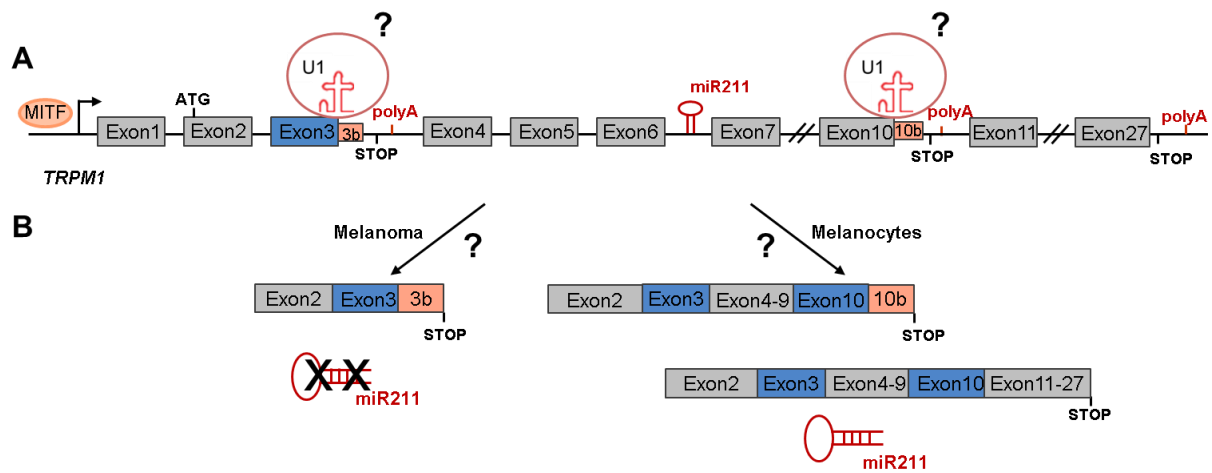 A
?
?
U1
U1
miR211
MITF
ATG
polyA
polyA
polyA
Exon1
Exon2
Exon3
3b
Exon4
Exon5
Exon6
Exon7
Exon10
10b
Exon11
Exon27
STOP
STOP
STOP
TRPM1
B
Melanoma
?
?
Melanocytes
Exon2
Exon3
3b
Exon2
Exon3
Exon4-9
Exon10
10b
STOP
STOP
miR211
Exon2
Exon3
Exon4-9
Exon10
Exon11-27
STOP
miR211